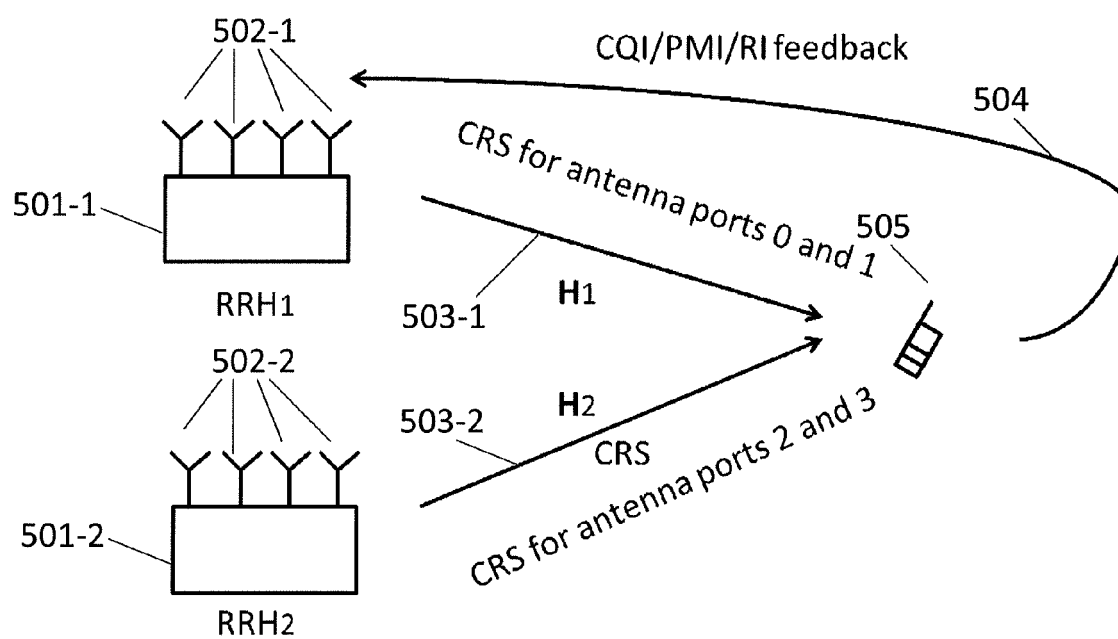 502-1
CQI/PMI/RI feedback
504
CRS for antenna ports 0 and 1
501-1
505
RRH1
503-1
H1
502-2
503-2
H2
CRS
CRS for antenna ports 2 and 3
501-2
RRH2